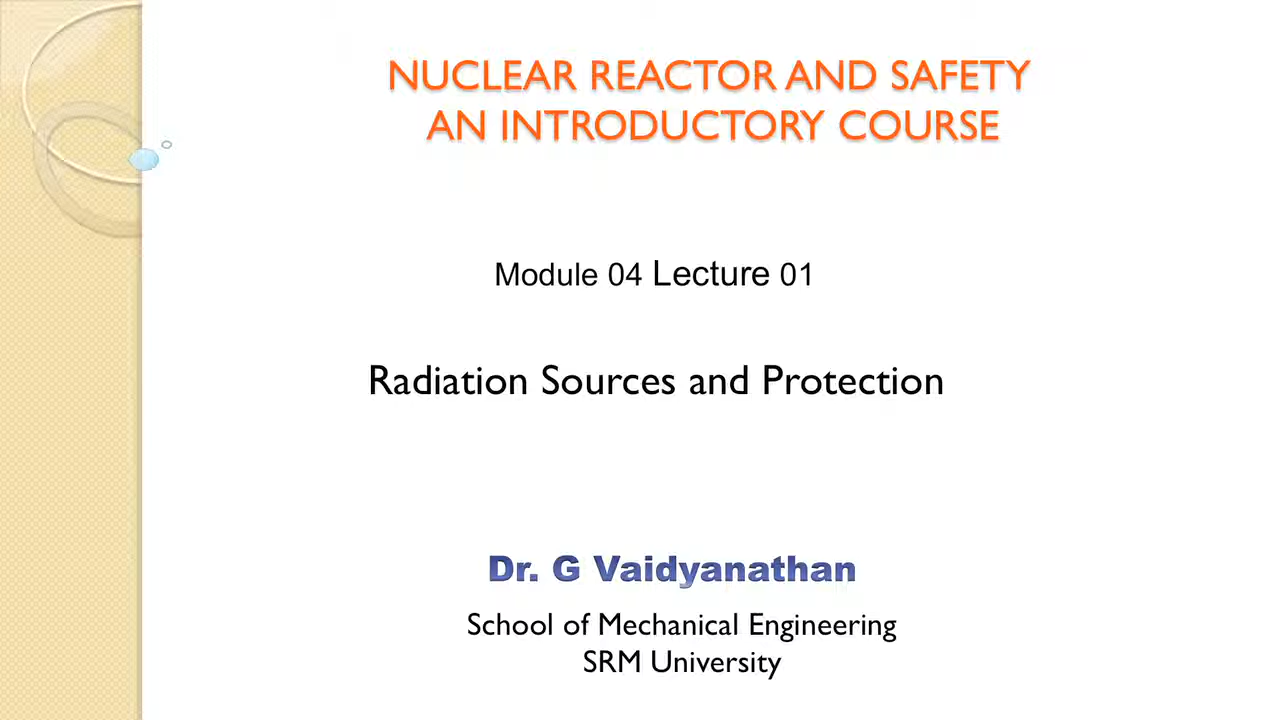 NUCLEAR REACTOR AND SAFETY
AN INTRODUCTORY COURSE
Module 04 Lecture 01
Radiation Sources and Protection
Dr. G Vaidyanathan
School of Mechanical Engineering
SRM University